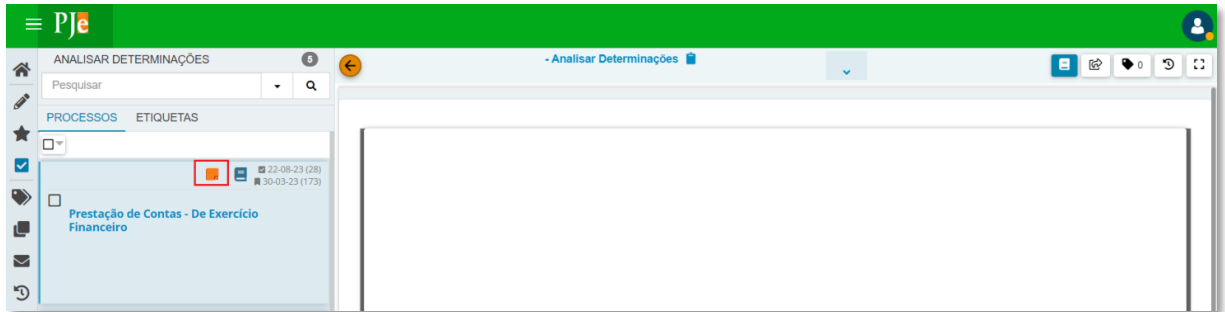 PJe
ANALISAR DETERMINAÇÕES 5
Pesquisar
PROCESSOS ETIQUETAS
22-08-23 (28)
30-03-23 (173)
Prestação de Contas - De Exercício
Financeiro
- Analisar Determinações
0